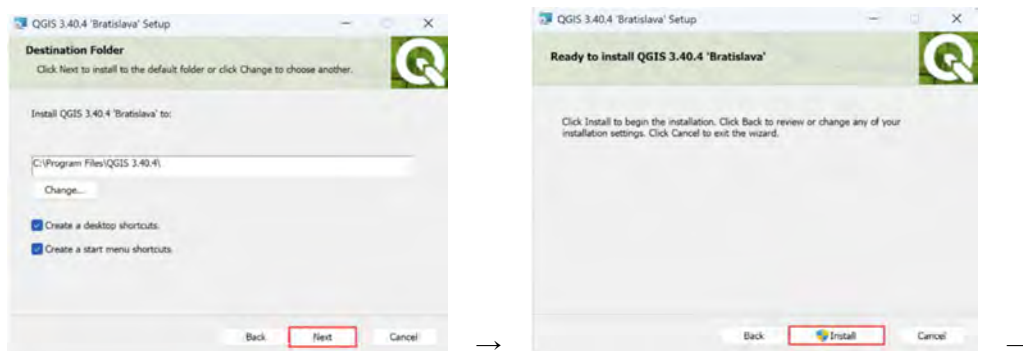 QGIS 3.40.4 'Bratislava' Setup
Destination Folder
Click Next to install to the default folder or click Change to choose another.
Install QGIS 3.40.4 'Bratislava' to:
C:\Program Files\QGIS 3.40.4\
Change...
Create a desktop shortcuts.
Create a start menu shortcuts.
Back Next Cancel
→
QGIS 3.40.4 'Bratislava' Setup
Ready to install QGIS 3.40.4 'Bratislava'
Click Install to begin the installation. Click Back to review or change any of your
installation settings. Click Cancel to exit the wizard.
Back Install Cancel